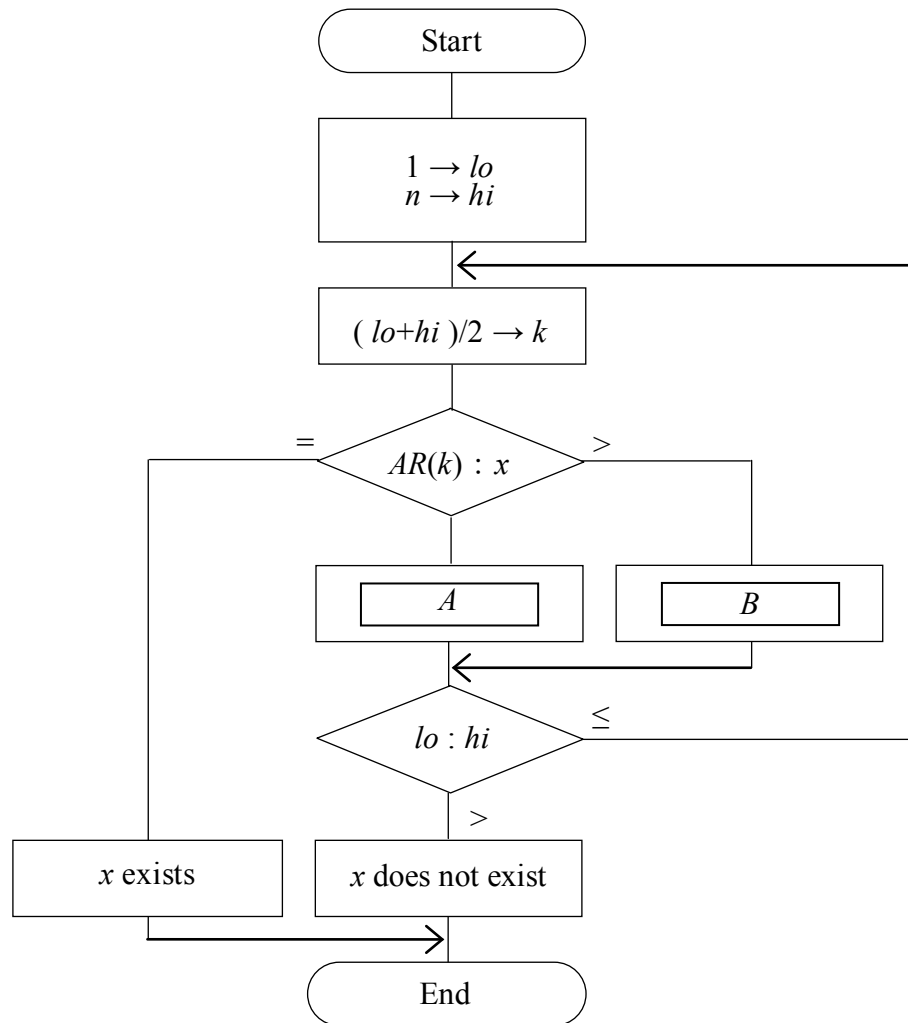 Start
1 → lo
n → hi
( lo+hi )/2 → k
=
AR(k) : x
>
A
B
lo : hi
≤
>
x exists
x does not exist
End